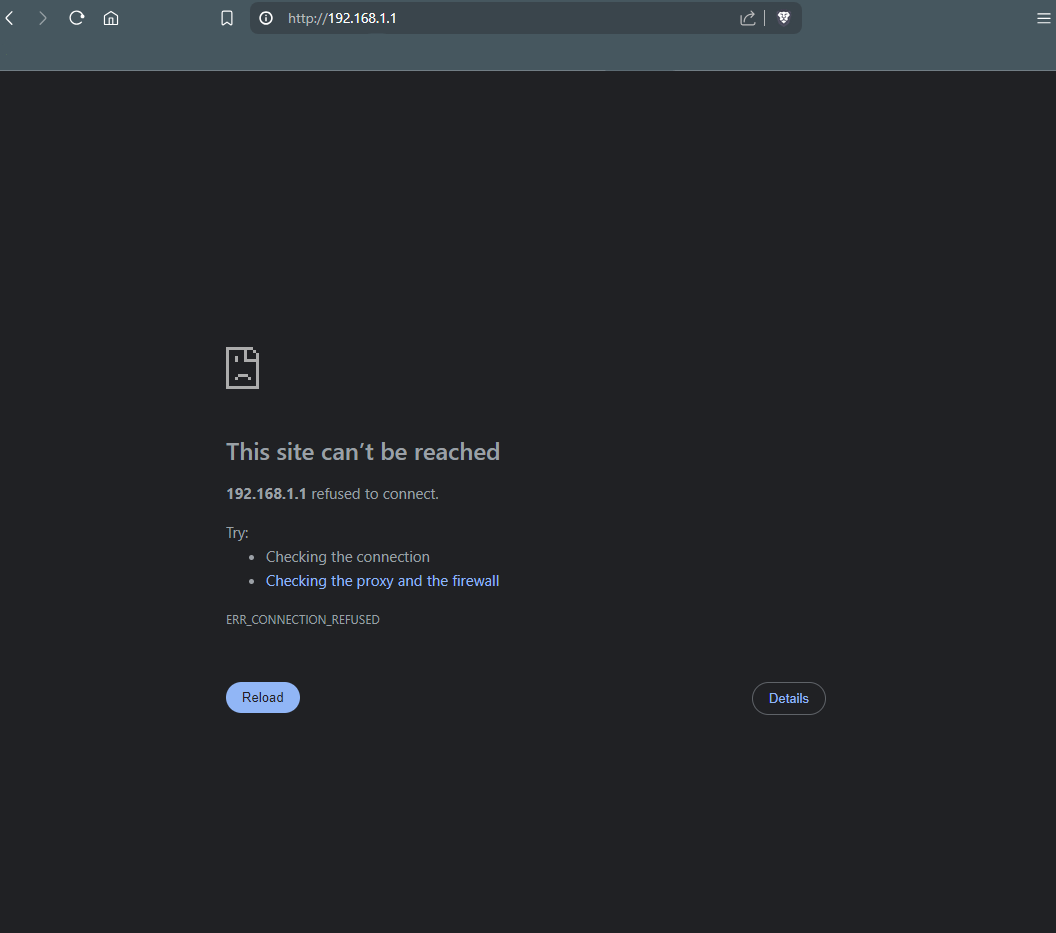 http://192.168.1.1
This site can’t be reached
192.168.1.1 refused to connect.
Try:
Checking the connection
Checking the proxy and the firewall
ERR_CONNECTION_REFUSED
Reload
Details